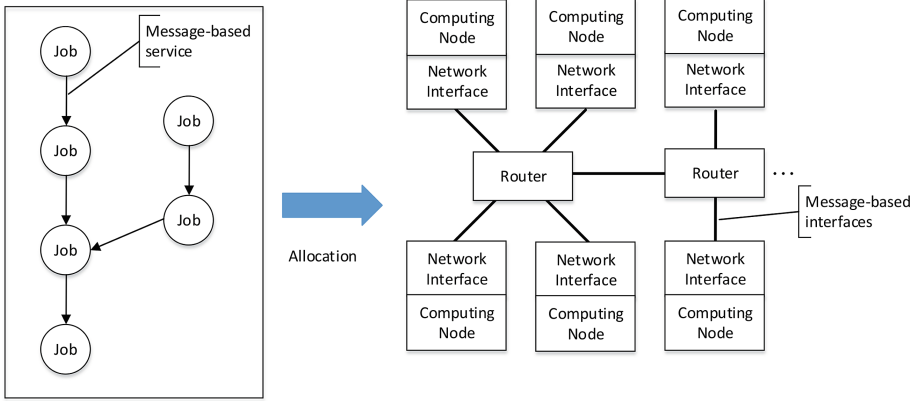 Job
Message-based
service
Job
Job
Job
Job
Job
Allocation
Computing
Node
Network
Interface
Computing
Node
Network
Interface
Computing
Node
Network
Interface
Router
Router
...
Message-based
interfaces
Network
Interface
Computing
Node
Network
Interface
Computing
Node
Network
Interface
Computing
Node